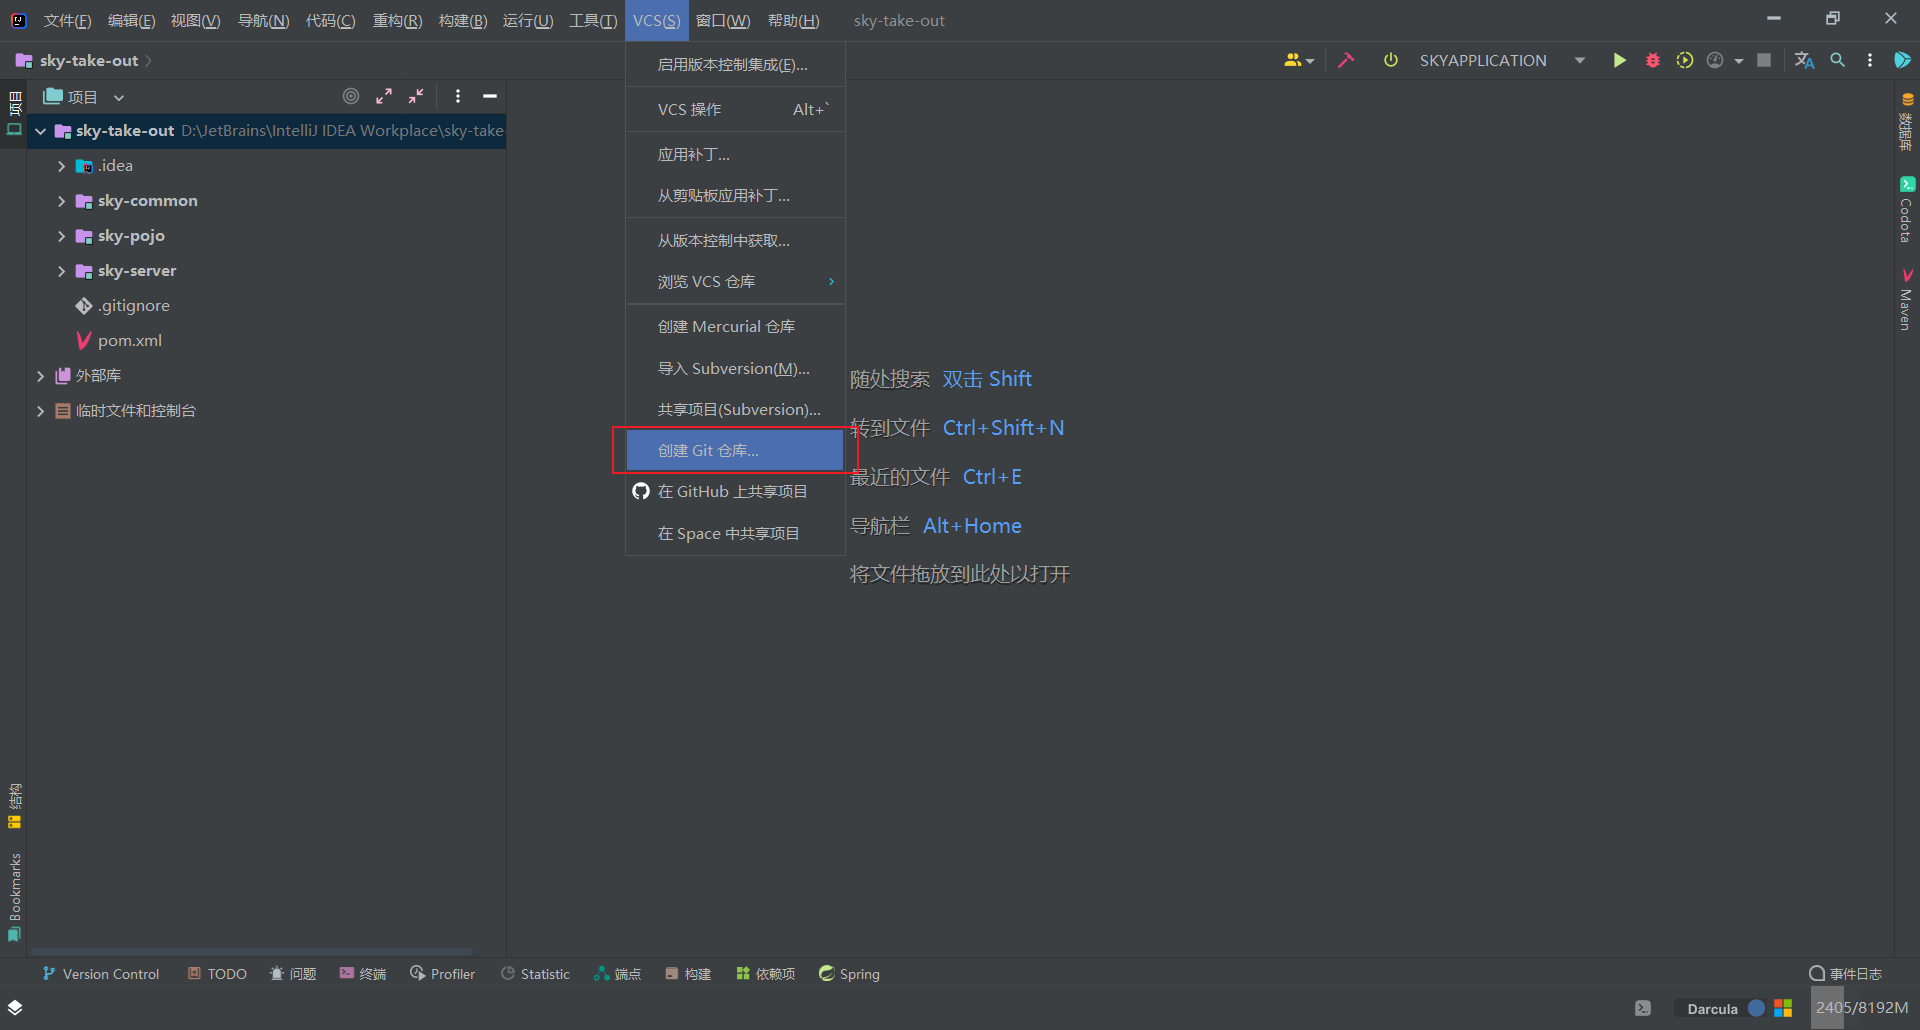 文件(F) 编辑(E) 视图(V) 导航(N) 代码(C) 重构(R) 构建(B) 运行(U) 工具(T) VCS(S) 窗口(W) 帮助(H) sky-take-out
sky-take-out
SKYAPPLICATION
项目
项目
sky-take-out D:\JetBrains\IntelliJ IDEA Workplace\sky-take-
.idea
sky-common
sky-pojo
sky-server
.gitignore
pom.xml
外部库
临时文件和控制台
启用版本控制集成(E)...
VCS 操作 Alt+`
应用补丁...
从剪贴板应用补丁...
从版本控制中获取...
浏览 VCS 仓库
创建 Mercurial 仓库
导入 Subversion(M)...
共享项目(Subversion)...
创建 Git 仓库...
在 GitHub 上共享项目
在 Space 中共享项目
随处搜索 双击 Shift
转到文件 Ctrl+Shift+N
最近的文件 Ctrl+E
导航栏 Alt+Home
将文件拖放到此处以打开
数据库
Codota
Maven
结构
Bookmarks
Version Control TODO 问题 终端 Profiler Statistic 端点 构建 依赖项 Spring 事件日志
Darcula 2405/8192M